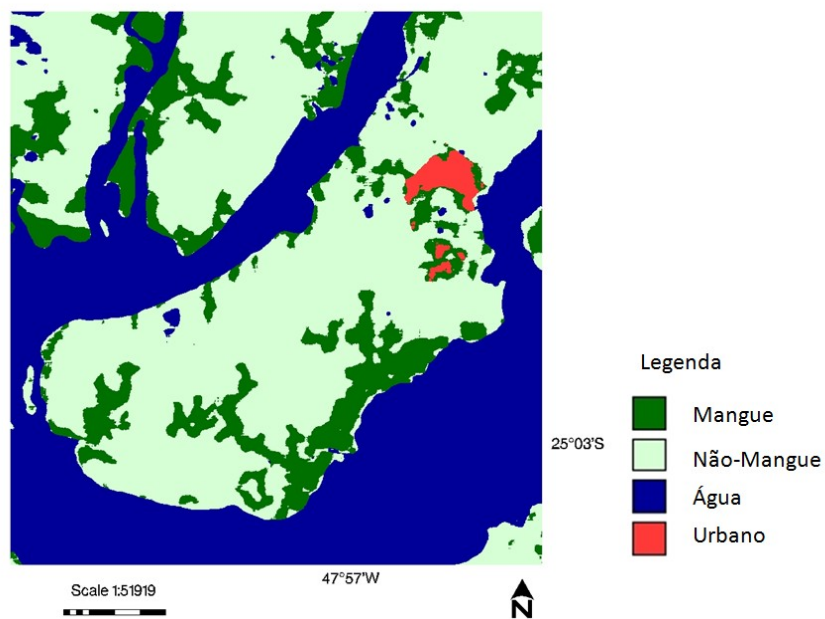 Legenda
Mangue
25°03'S
Não-Mangue
Água
Urbano
47°57'W
Scale 1:51919
N